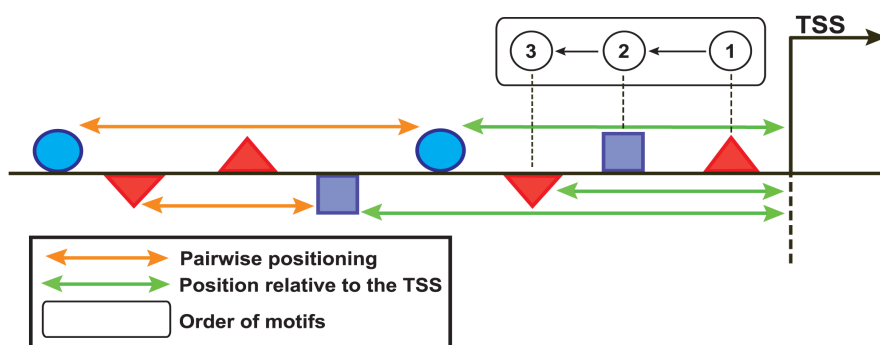 TSS
3 2 1
Pairwise positioning
Position relative to the TSS
Order of motifs